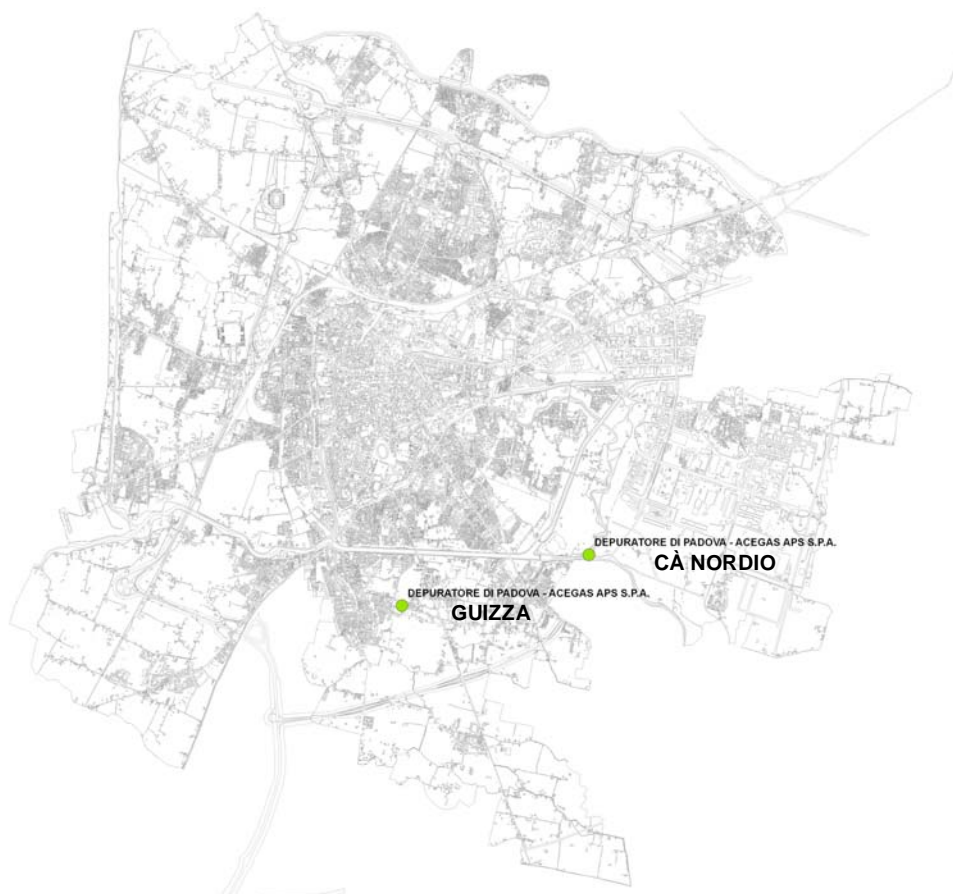 DEPURATORE DI PADOVA - ACEGAS APS S.P.A.
CÀ NORDIO
DEPURATORE DI PADOVA - ACEGAS APS S.P.A.
GUIZZA